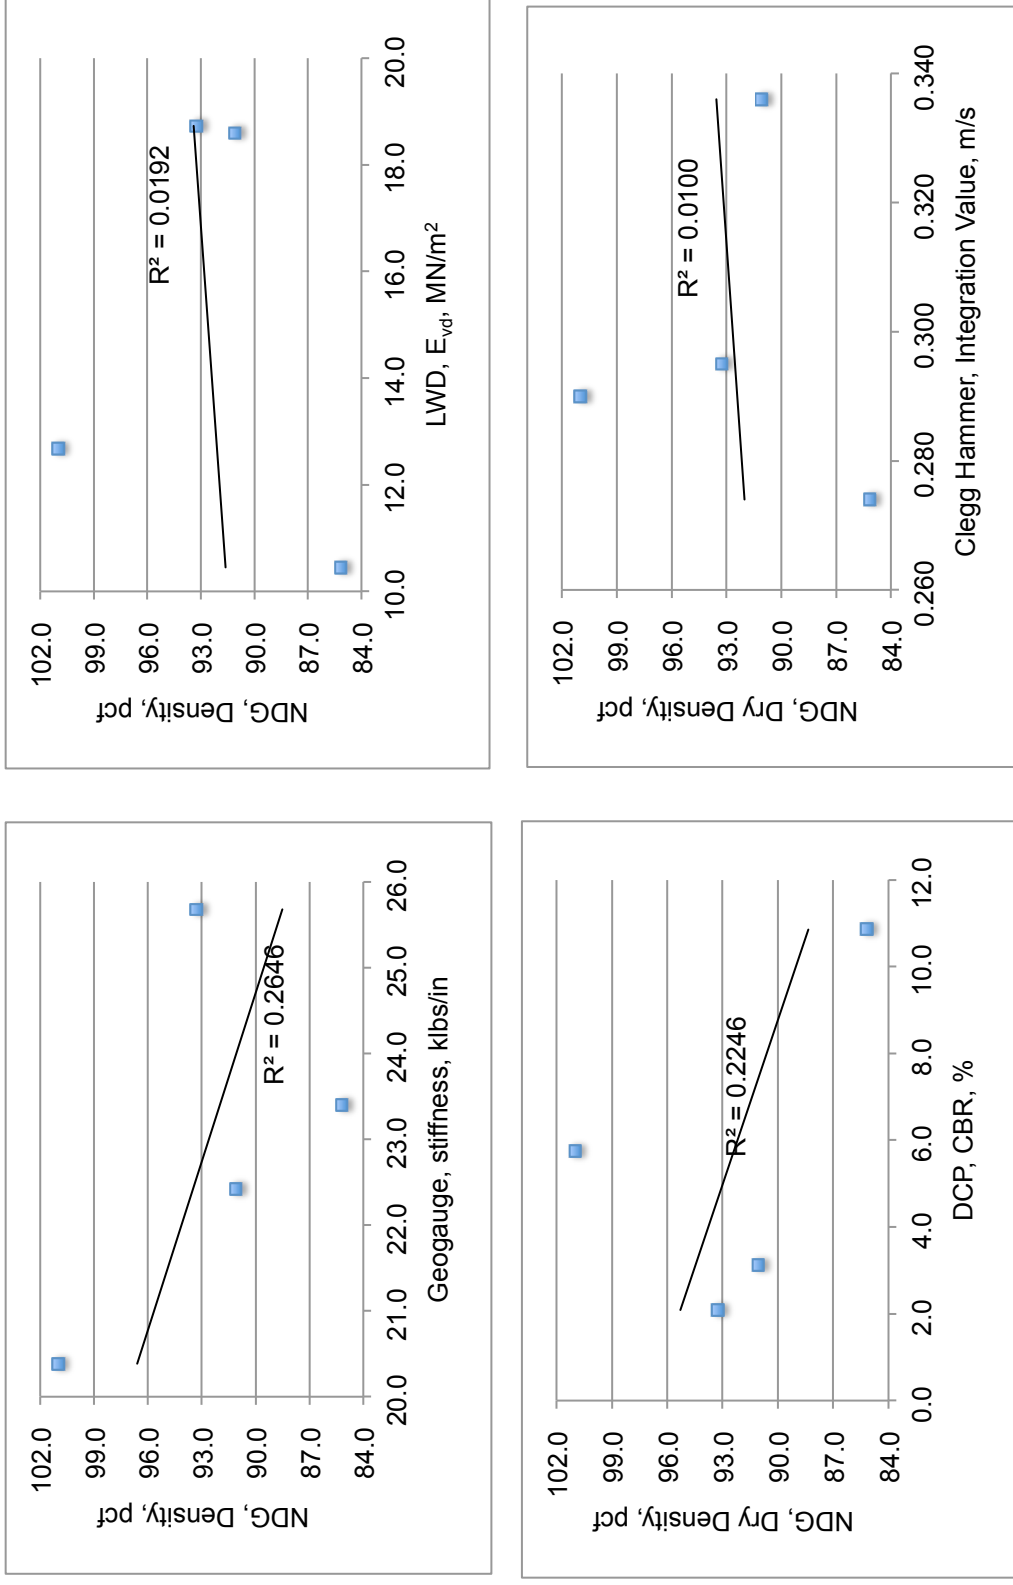 102.0
99.0
96.0
93.0
90.0
87.0
84.0
NDG, Density, pcf
R² = 0.2646
20.0 21.0 22.0 23.0 24.0 25.0 26.0
Geogauge, stiffness, klbs/in
102.0
99.0
96.0
93.0
90.0
87.0
84.0
NDG, Density, pcf
R² = 0.0192
10.0 12.0 14.0 16.0 18.0 20.0
LWD, Evd, MN/m²
102.0
99.0
96.0
93.0
90.0
87.0
84.0
NDG, Dry Density, pcf
R² = 0.2246
0.0 2.0 4.0 6.0 8.0 10.0 12.0
DCP, CBR, %
102.0
99.0
96.0
93.0
90.0
87.0
84.0
NDG, Dry Density, pcf
R² = 0.0100
0.260 0.280 0.300 0.320 0.340
Clegg Hammer, Integration Value, m/s